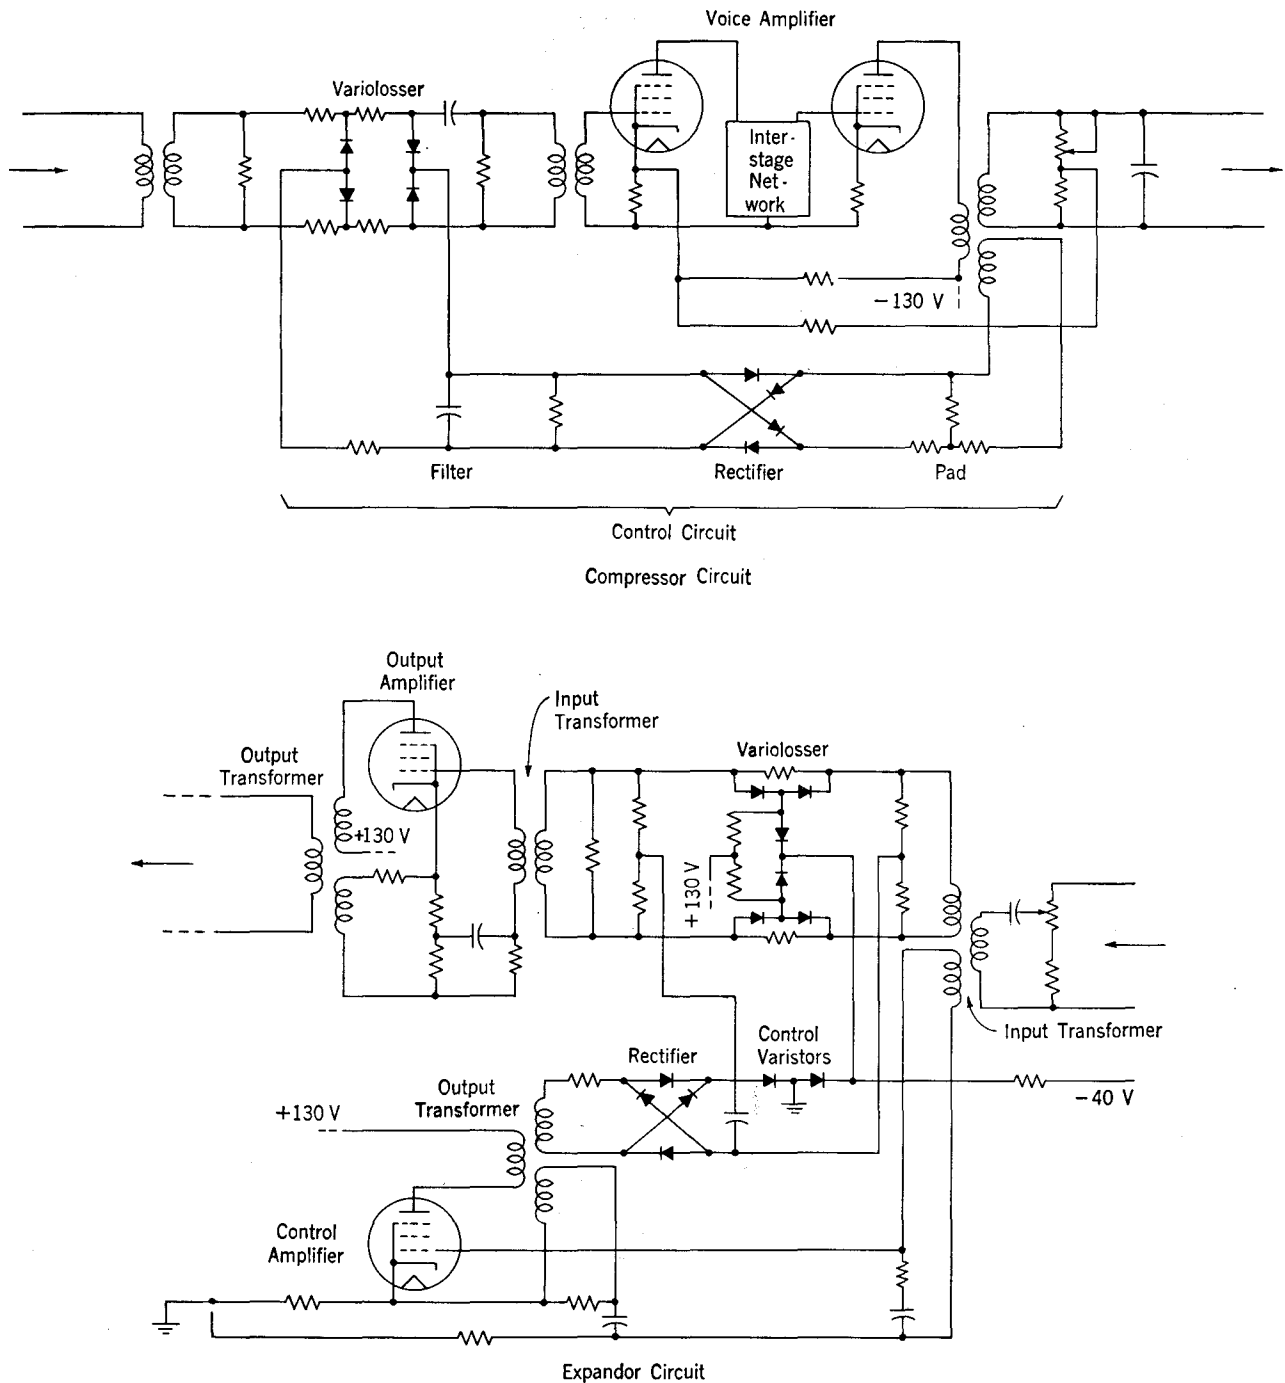 Voice Amplifier
Variolosser
Inter-
stage
Net-
work
−130 V
Filter
Rectifier
Pad
Control Circuit
Compressor Circuit
Output
Amplifier
Input
Transformer
Output
Transformer
Variolosser
+130 V
+130 V
Input Transformer
Control
Varistors
Rectifier
Output
Transformer
−40 V
+130 V
Control
Amplifier
Expandor Circuit